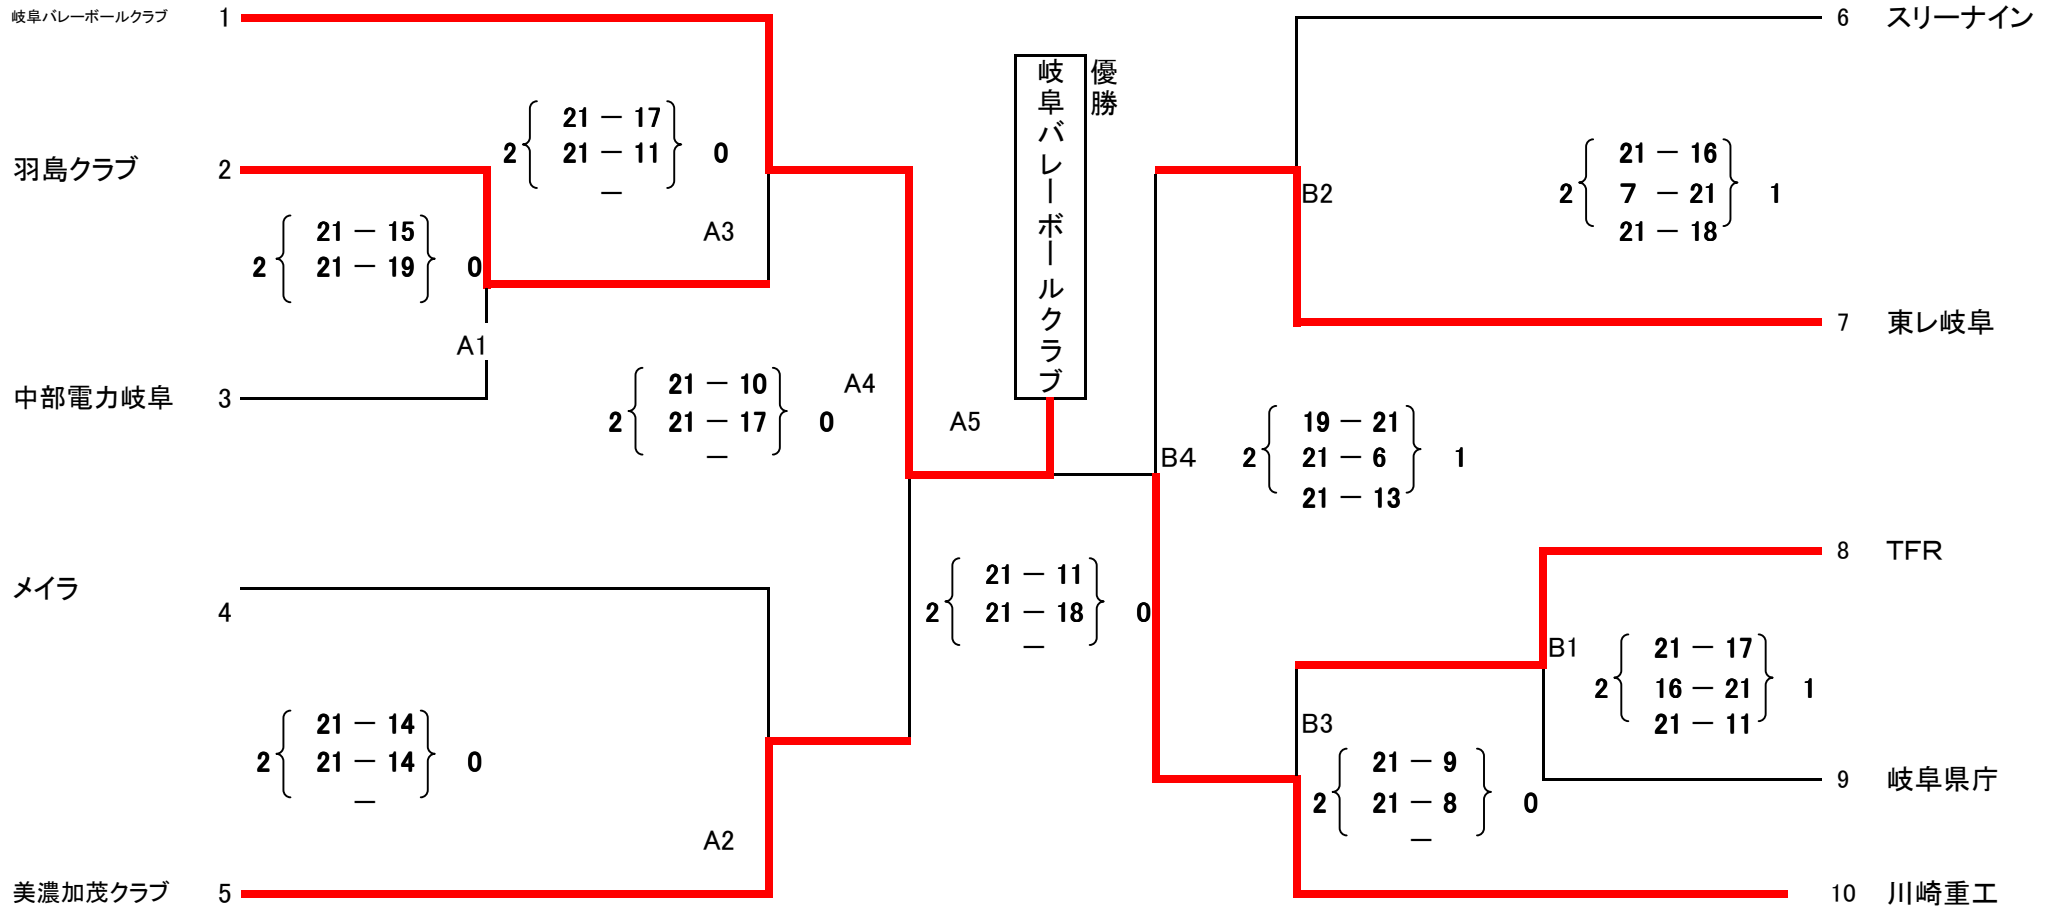 岐阜バレーボールクラブ 1
羽島クラブ 2
中部電力岐阜 3
メイラ 4
美濃加茂クラブ 5
2 21 － 17 0
21 － 11
－
A3
2 21 － 15 0
21 － 19
A1
2 21 － 10 0
21 － 17
－
A4
2 21 － 14 0
21 － 14
－
A2
優勝
岐阜バレーボールクラブ
A5
2 21 － 11 0
21 － 18
－
6 スリーナイン
7 東レ岐阜
8 TFR
9 岐阜県庁
10 川崎重工
B2
2 21 － 16 1
7 － 21
21 － 18
B4
2 19 － 21 1
21 － 6
21 － 13
B1
2 21 － 17 1
16 － 21
21 － 11
B3
2 21 － 9 0
21 － 8
－